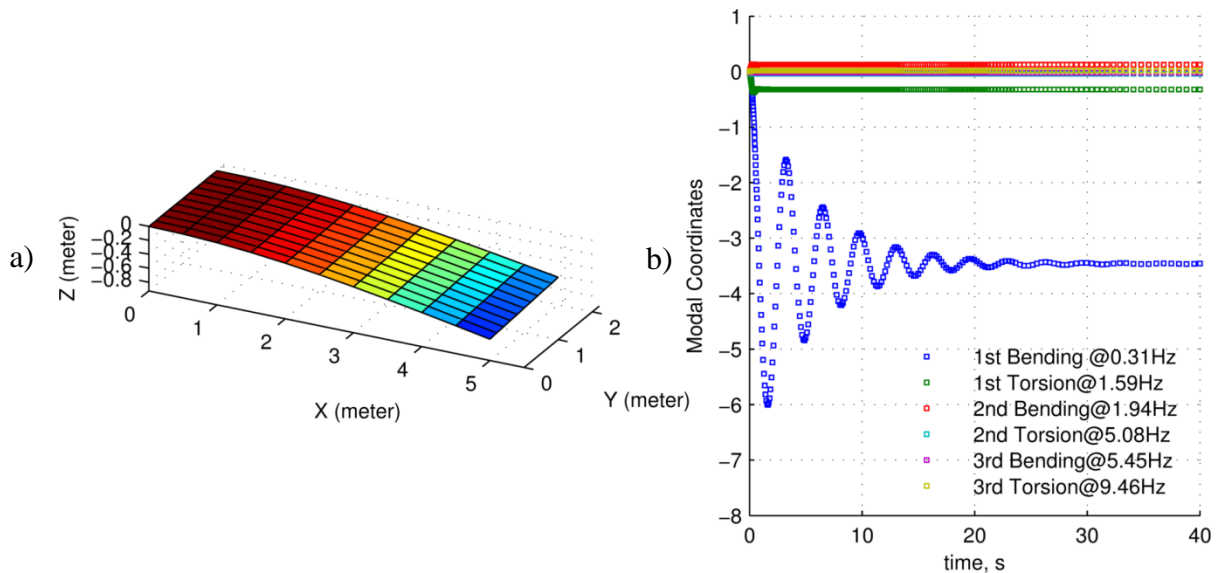 a)
Z (meter)
0
−0.2
−0.4
−0.6
−0.8
0
1
2
3
4
5
X (meter)
0
1
2
Y (meter)
b)
Modal Coordinates
1
0
−1
−2
−3
−4
−5
−6
−7
−8
1st Bending @0.31Hz
1st Torsion@1.59Hz
2nd Bending@1.94Hz
2nd Torsion@5.08Hz
3rd Bending@5.45Hz
3rd Torsion@9.46Hz
0
10
20
30
40
time, s